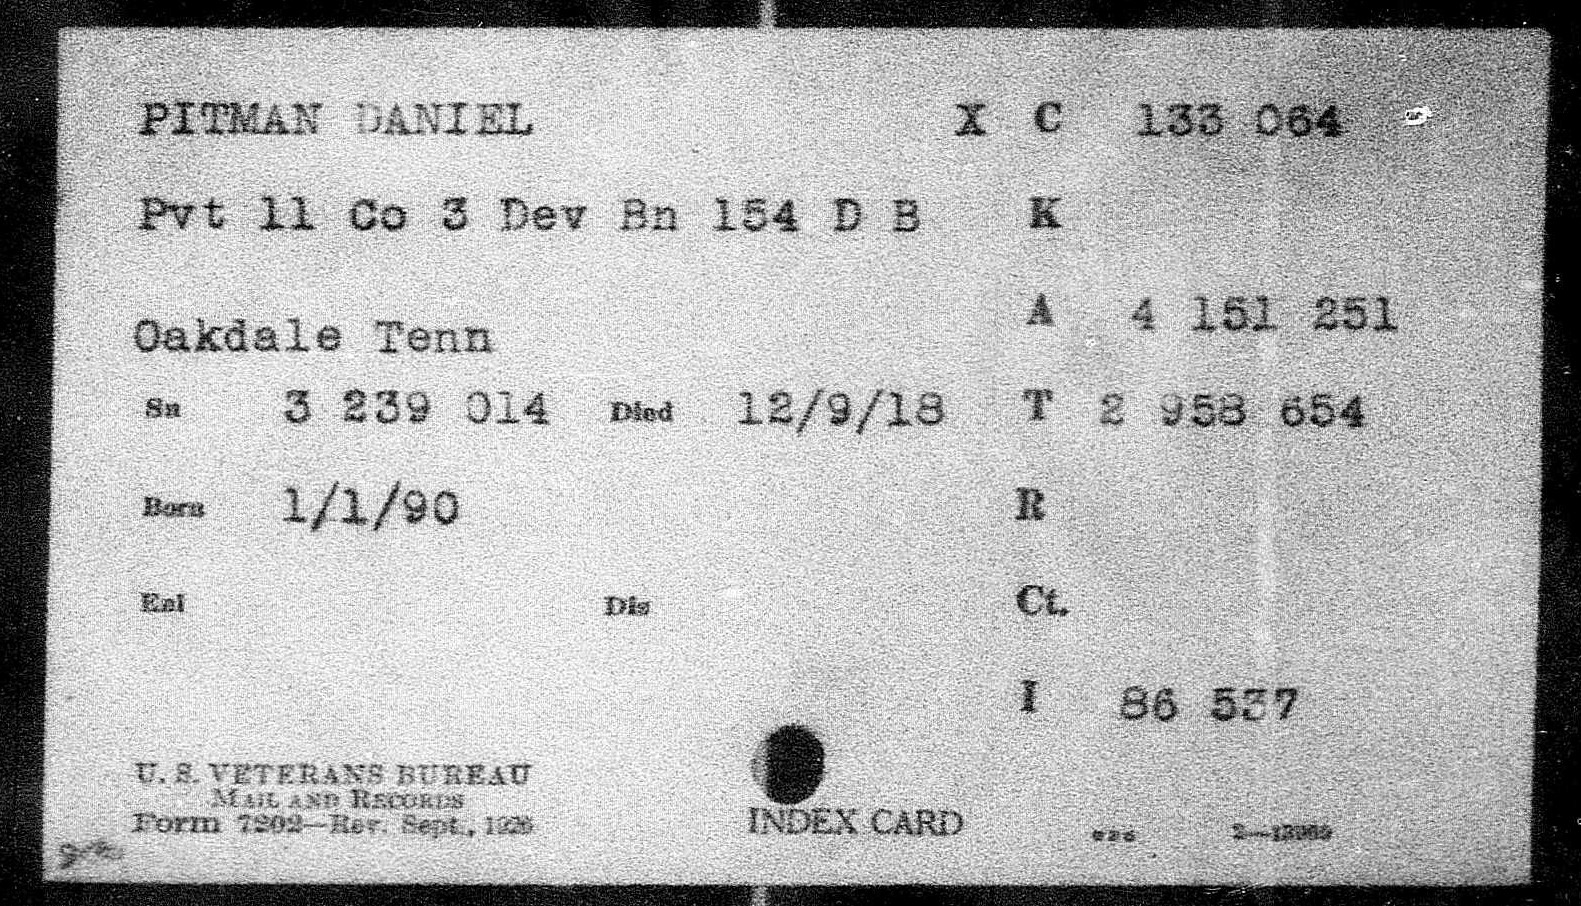 PITMAN DANIEL X C 133 064
Pvt 11 Co 3 Dev Bn 154 D B K
A 4 151 251
Oakdale Tenn
Sn 3 239 014 Died 12/9/18 T 2 958 654
Born 1/1/90 R
Enl Dis Ct.
I 86 537
U. S. VETERANS BUREAU
MAIL AND RECORDS
Form 7202—Rev. Sept., 1926
INDEX CARD